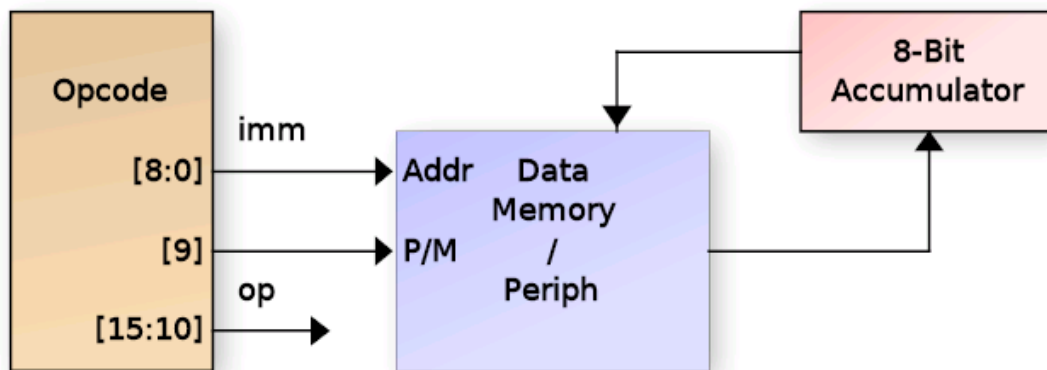 Opcode
imm
[8:0]
[9]
op
[15:10]
Addr
P/M
Data
Memory
/
Periph
8-Bit
Accumulator